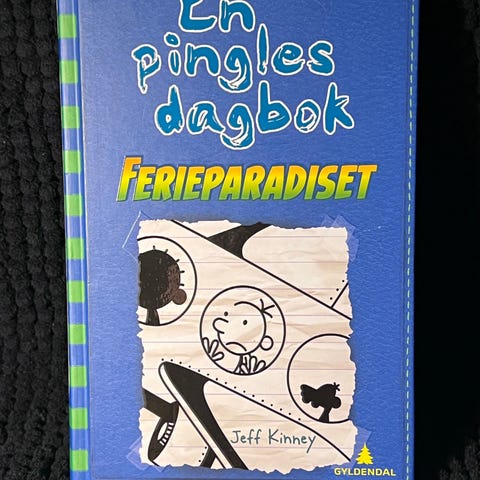 En
pingles
dagbok
FERIEPARADISET
Jeff Kinney
GYLDENDAL